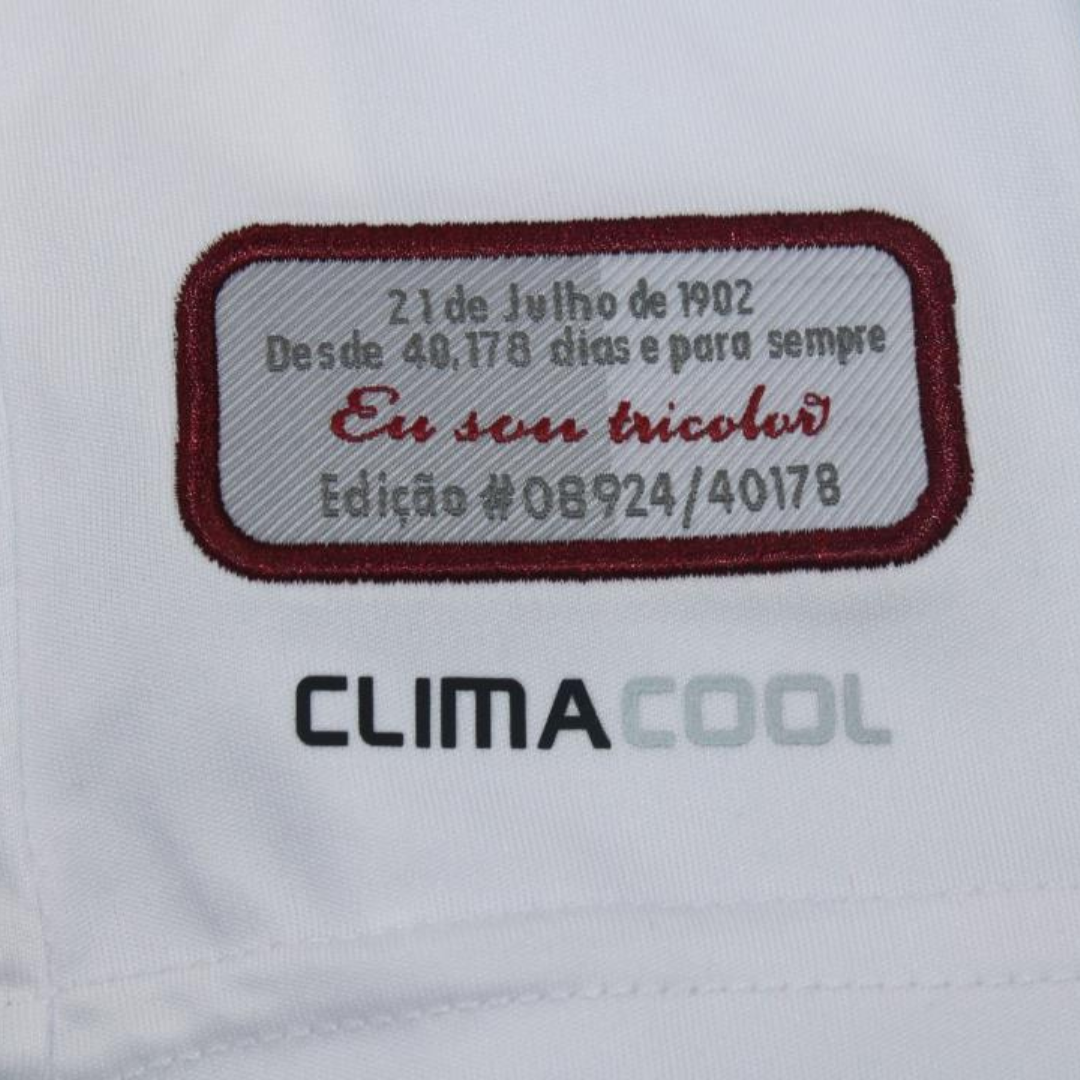 21 de Julho de 1902
Desde 40.178 dias e para sempre
Eu sou tricolor
Edição #08924/40178
CLIMACOOL